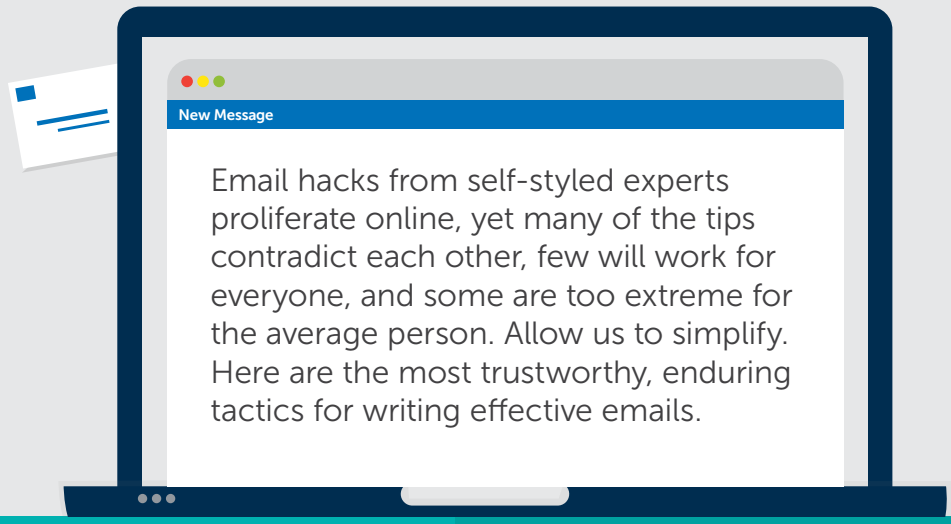 New Message
Email hacks from self-styled experts
proliferate online, yet many of the tips
contradict each other, few will work for
everyone, and some are too extreme for
the average person. Allow us to simplify.
Here are the most trustworthy, enduring
tactics for writing effective emails.